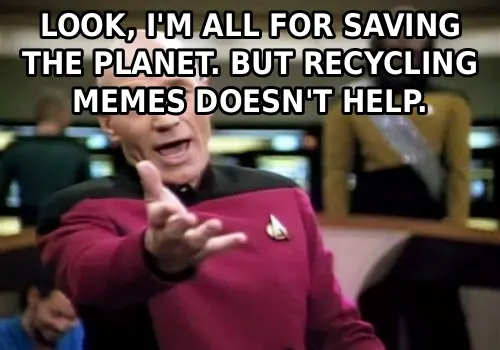 LOOK, I'M ALL FOR SAVING
THE PLANET. BUT RECYCLING
MEMES DOESN'T HELP.